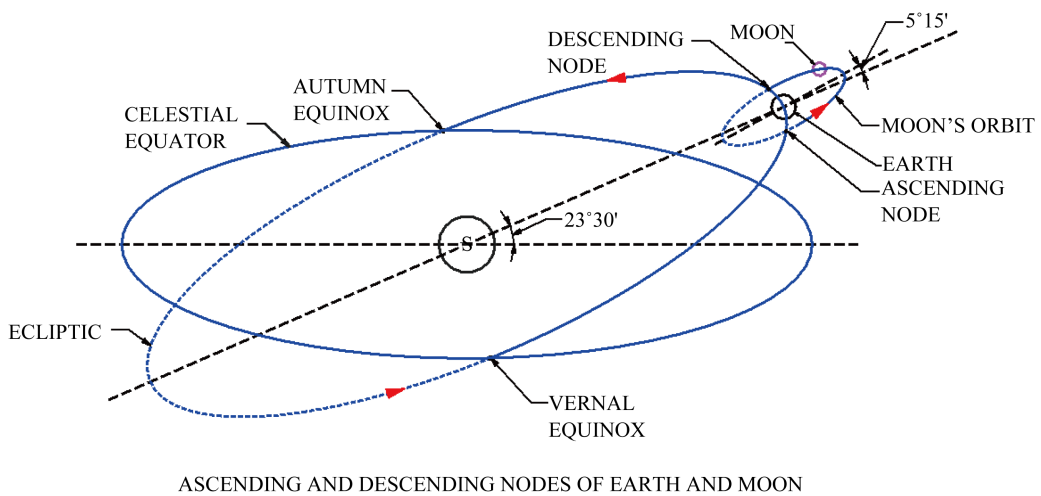 5°15'
MOON
DESCENDING
NODE
AUTUMN
EQUINOX
CELESTIAL
EQUATOR
MOON'S ORBIT
EARTH
ASCENDING
NODE
23°30'
S
ECLIPTIC
VERNAL
EQUINOX
ASCENDING AND DESCENDING NODES OF EARTH AND MOON